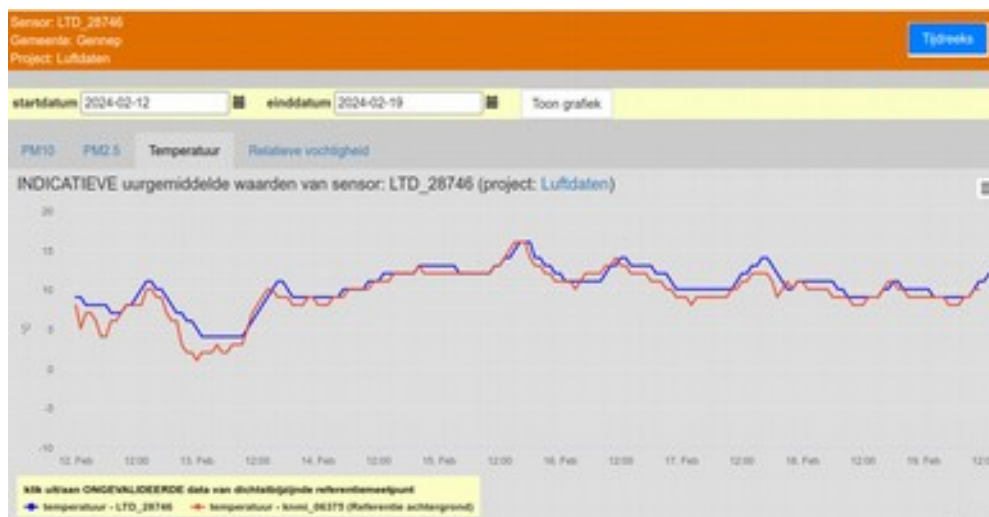 Sensor: LTD_28746
Gemeente: Gennep
Project: Luftdaten
Tijdreeks
startdatum 2024-02-12 einddatum 2024-02-19 Toon grafiek
PM10 PM2.5 Temperatuur Relatieve vochtigheid
INDICATIEVE uurgemiddelde waarden van sensor: LTD_28746 (project: Luftdaten)
20
15
10
5
0
-5
-10
12. Feb 12:00 13. Feb 12:00 14. Feb 12:00 15. Feb 12:00 16. Feb 12:00 17. Feb 12:00 18. Feb 12:00 19. Feb 12:0
klik uit/aan ONGEVALIDEERDE data van dichtstbijzijnde referentiemeetpunt
temperatuur - LTD_28746 temperatuur - knmi_06375 (Referentie achtergrond)